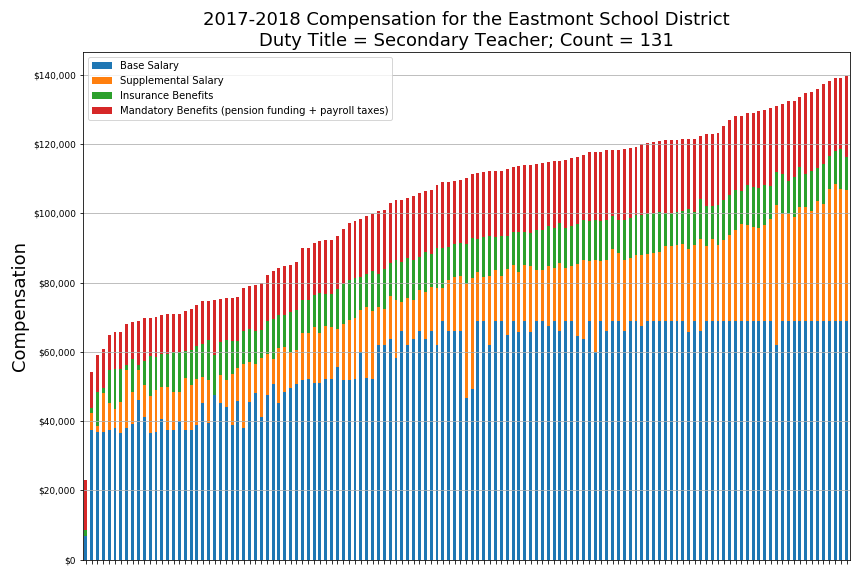 2017-2018 Compensation for the Eastmont School District
Duty Title = Secondary Teacher; Count = 131
Base Salary
Supplemental Salary
Insurance Benefits
Mandatory Benefits (pension funding + payroll taxes)
$140,000
$120,000
$100,000
$80,000
$60,000
$40,000
$20,000
$0
Compensation